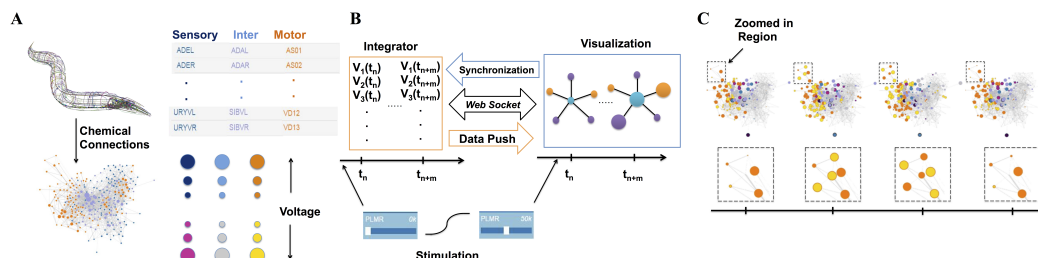 A
Sensory Inter Motor
ADEL ADAL AS01
ADER ADAR AS02
URYVL SIBVL VD12
URYVR SIBVR VD13
Chemical
Connections
Voltage
B
Integrator
V1(tn) V1(tn+m)
V2(tn) V2(tn+m)
V3(tn) V3(tn+m)
.....
Synchronization
Web Socket
Data Push
Visualization
.....
tn tn+m
tn tn+m
PLMR 0k
PLMR 50k
Stimulation
C
Zoomed in
Region